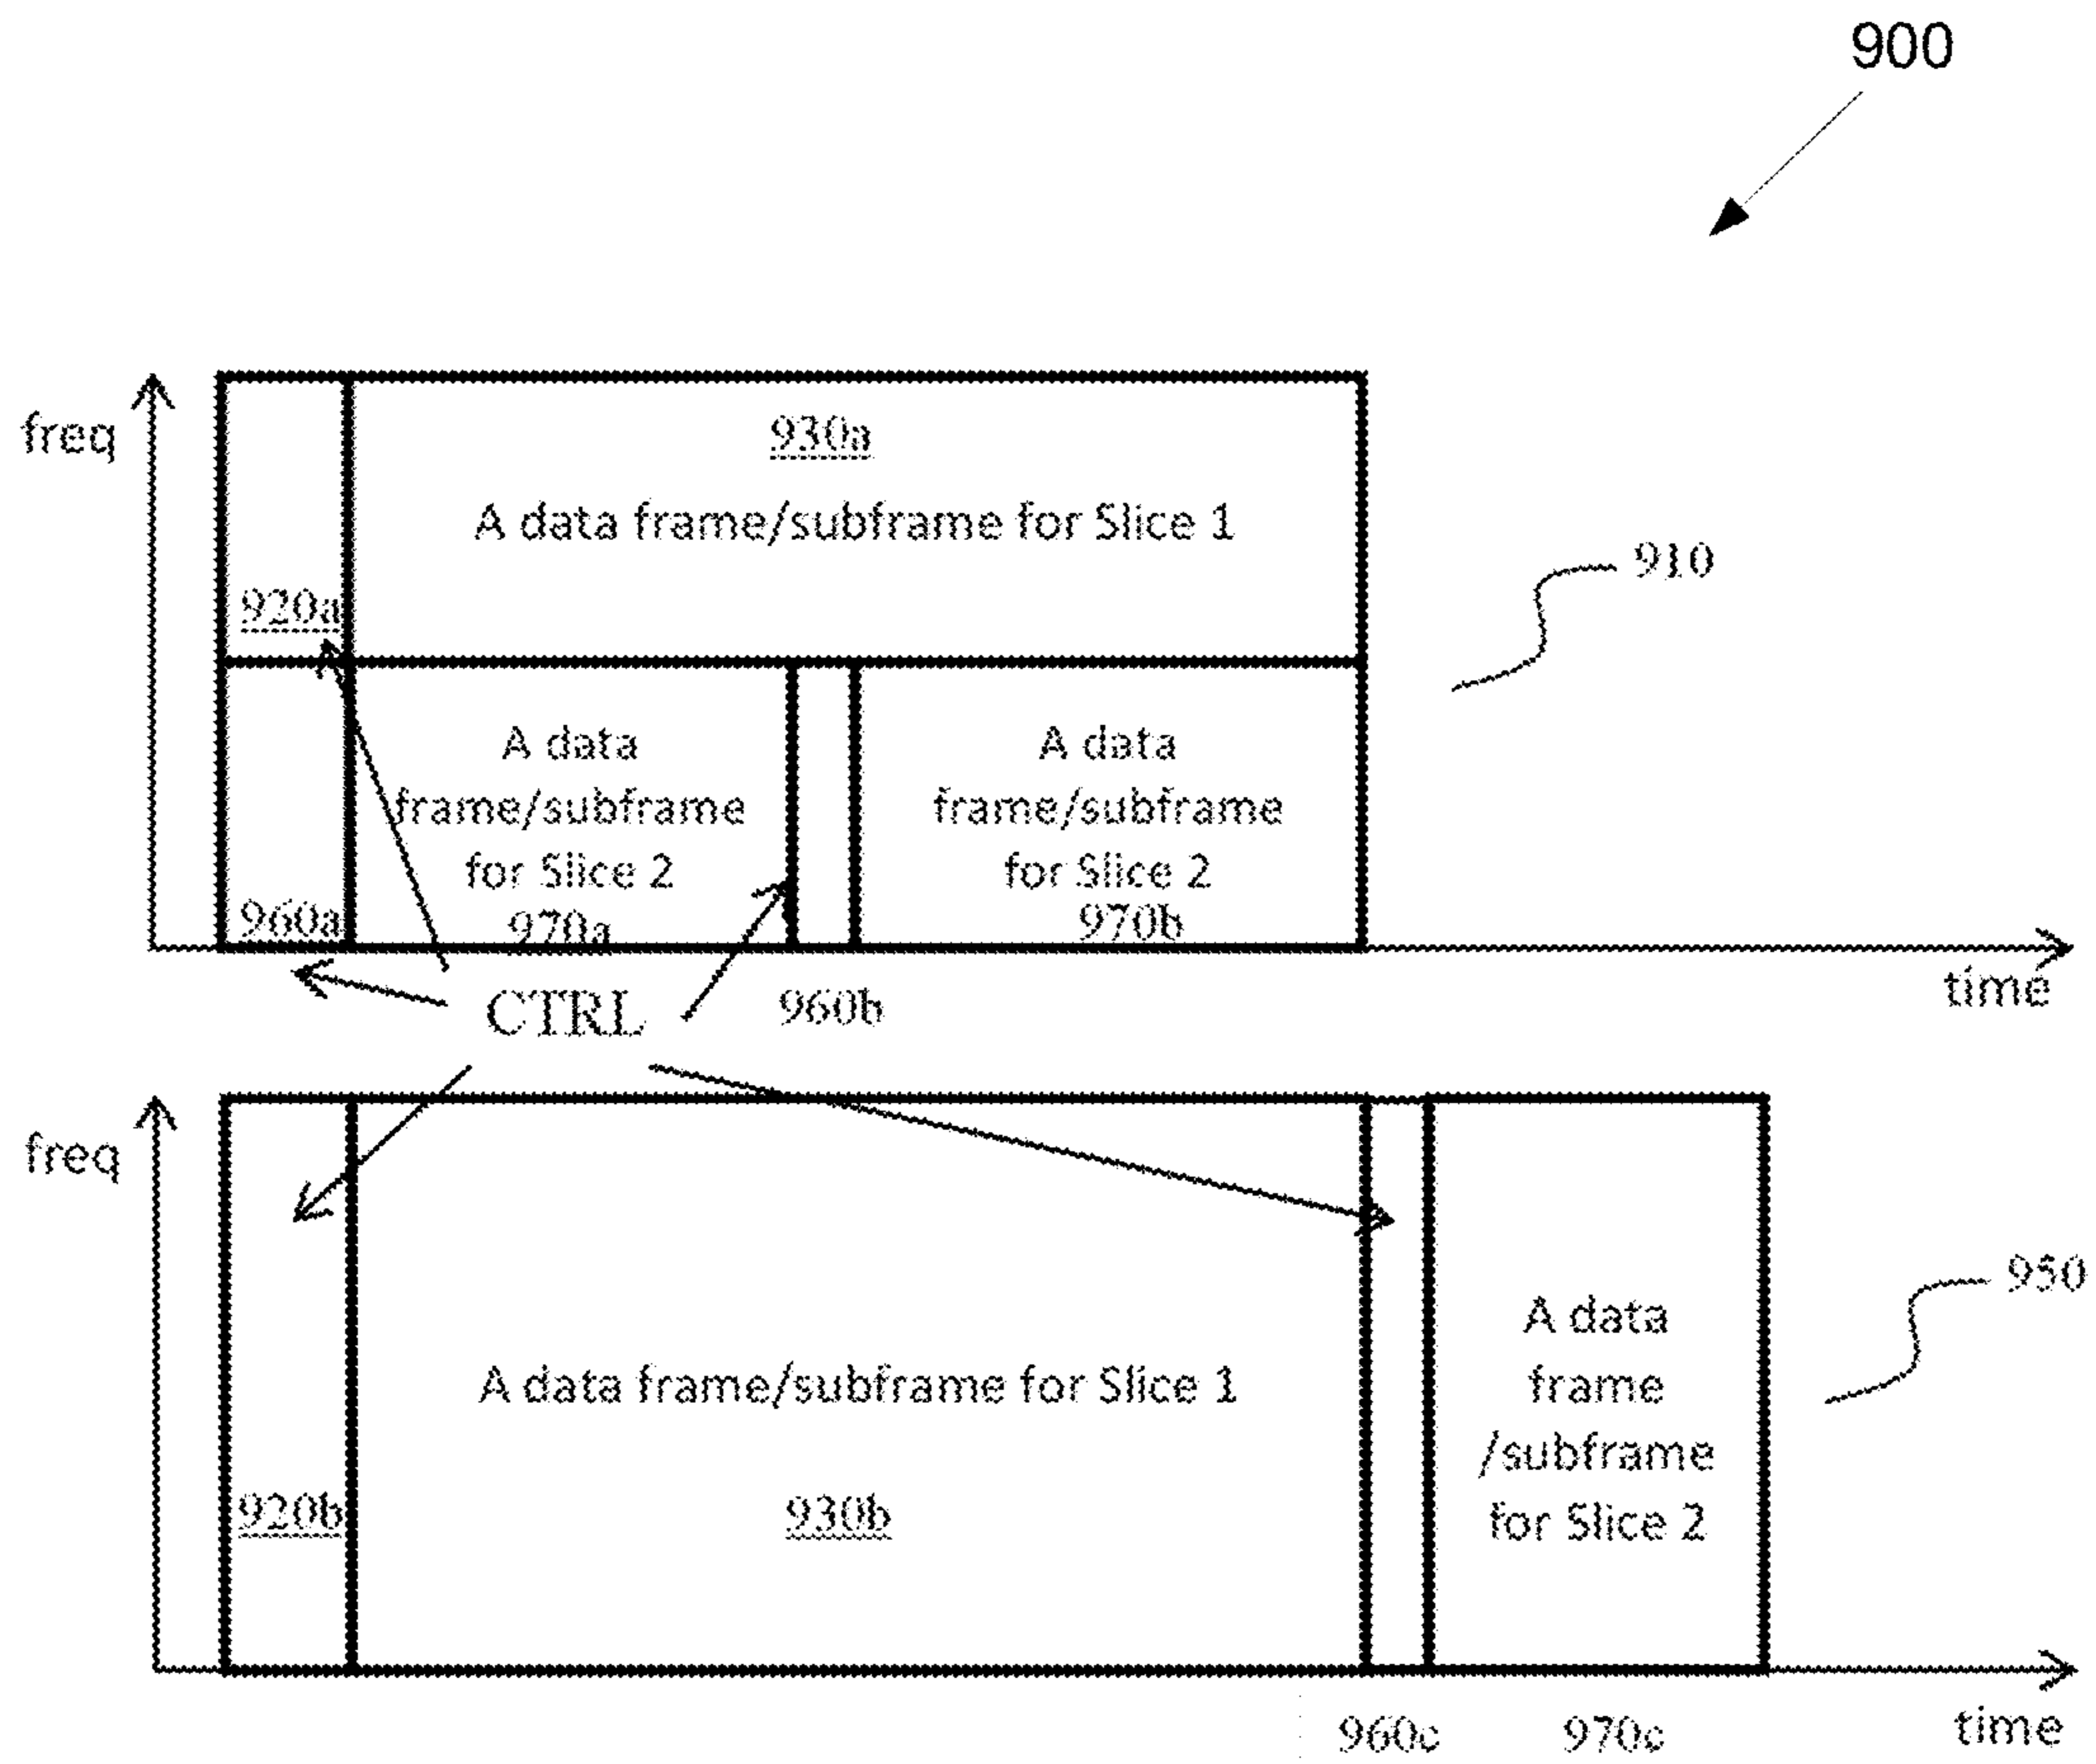 900
freq
930a
A data frame/subframe for Slice 1
920a
910
A data
frame/subframe
for Slice 2
970a
A data
frame/subframe
for Slice 2
970b
960a
time
CTRL
960b
freq
A data frame/subframe for Slice 1
930b
920b
A data
frame
/subframe
for Slice 2
950
960c
970c
time